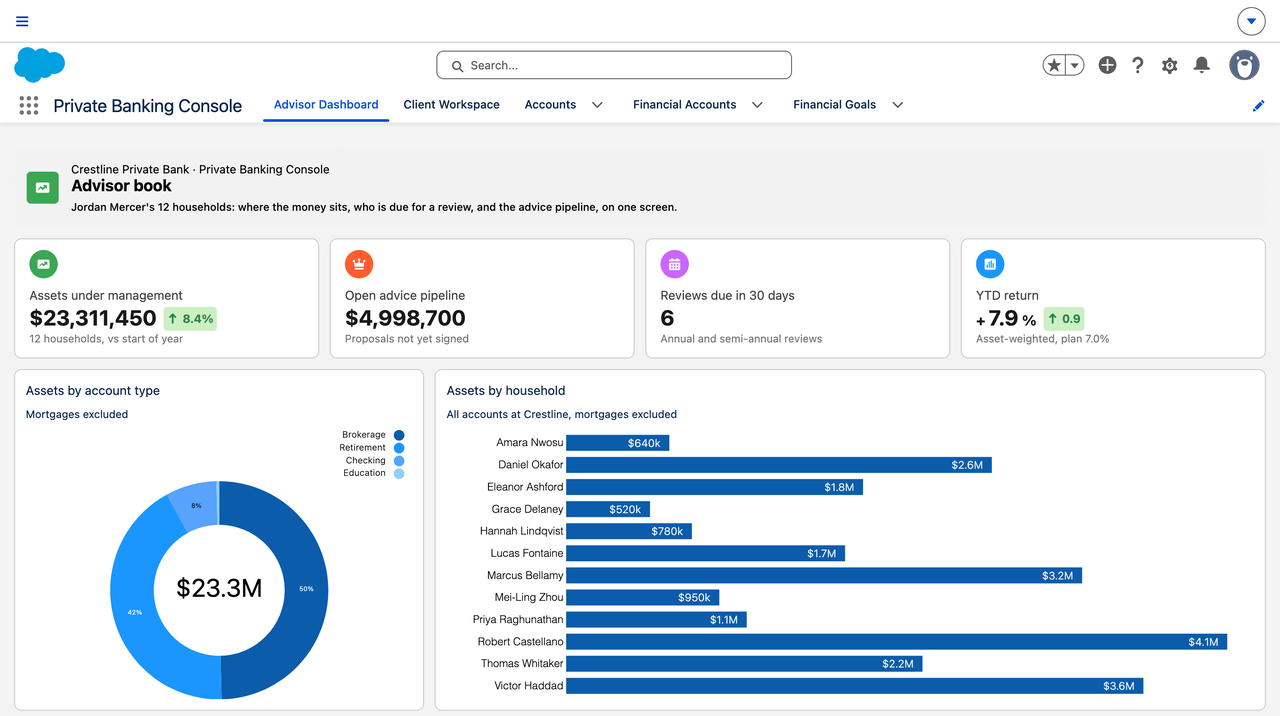 Search...
Private Banking Console
Advisor Dashboard
Client Workspace
Accounts
Financial Accounts
Financial Goals
Crestline Private Bank · Private Banking Console
Advisor book
Jordan Mercer's 12 households: where the money sits, who is due for a review, and the advice pipeline, on one screen.
Assets under management
$23,311,450 ↑ 8.4%
12 households, vs start of year
Open advice pipeline
$4,998,700
Proposals not yet signed
Reviews due in 30 days
6
Annual and semi-annual reviews
YTD return
+7.9 % ↑ 0.9
Asset-weighted, plan 7.0%
Assets by account type
Mortgages excluded
Brokerage
Retirement
Checking
Education
8%
50%
42%
$23.3M
Assets by household
All accounts at Crestline, mortgages excluded
Amara Nwosu $640k
Daniel Okafor $2.6M
Eleanor Ashford $1.8M
Grace Delaney $520k
Hannah Lindqvist $780k
Lucas Fontaine $1.7M
Marcus Bellamy $3.2M
Mei-Ling Zhou $950k
Priya Raghunathan $1.1M
Robert Castellano $4.1M
Thomas Whitaker $2.2M
Victor Haddad $3.6M